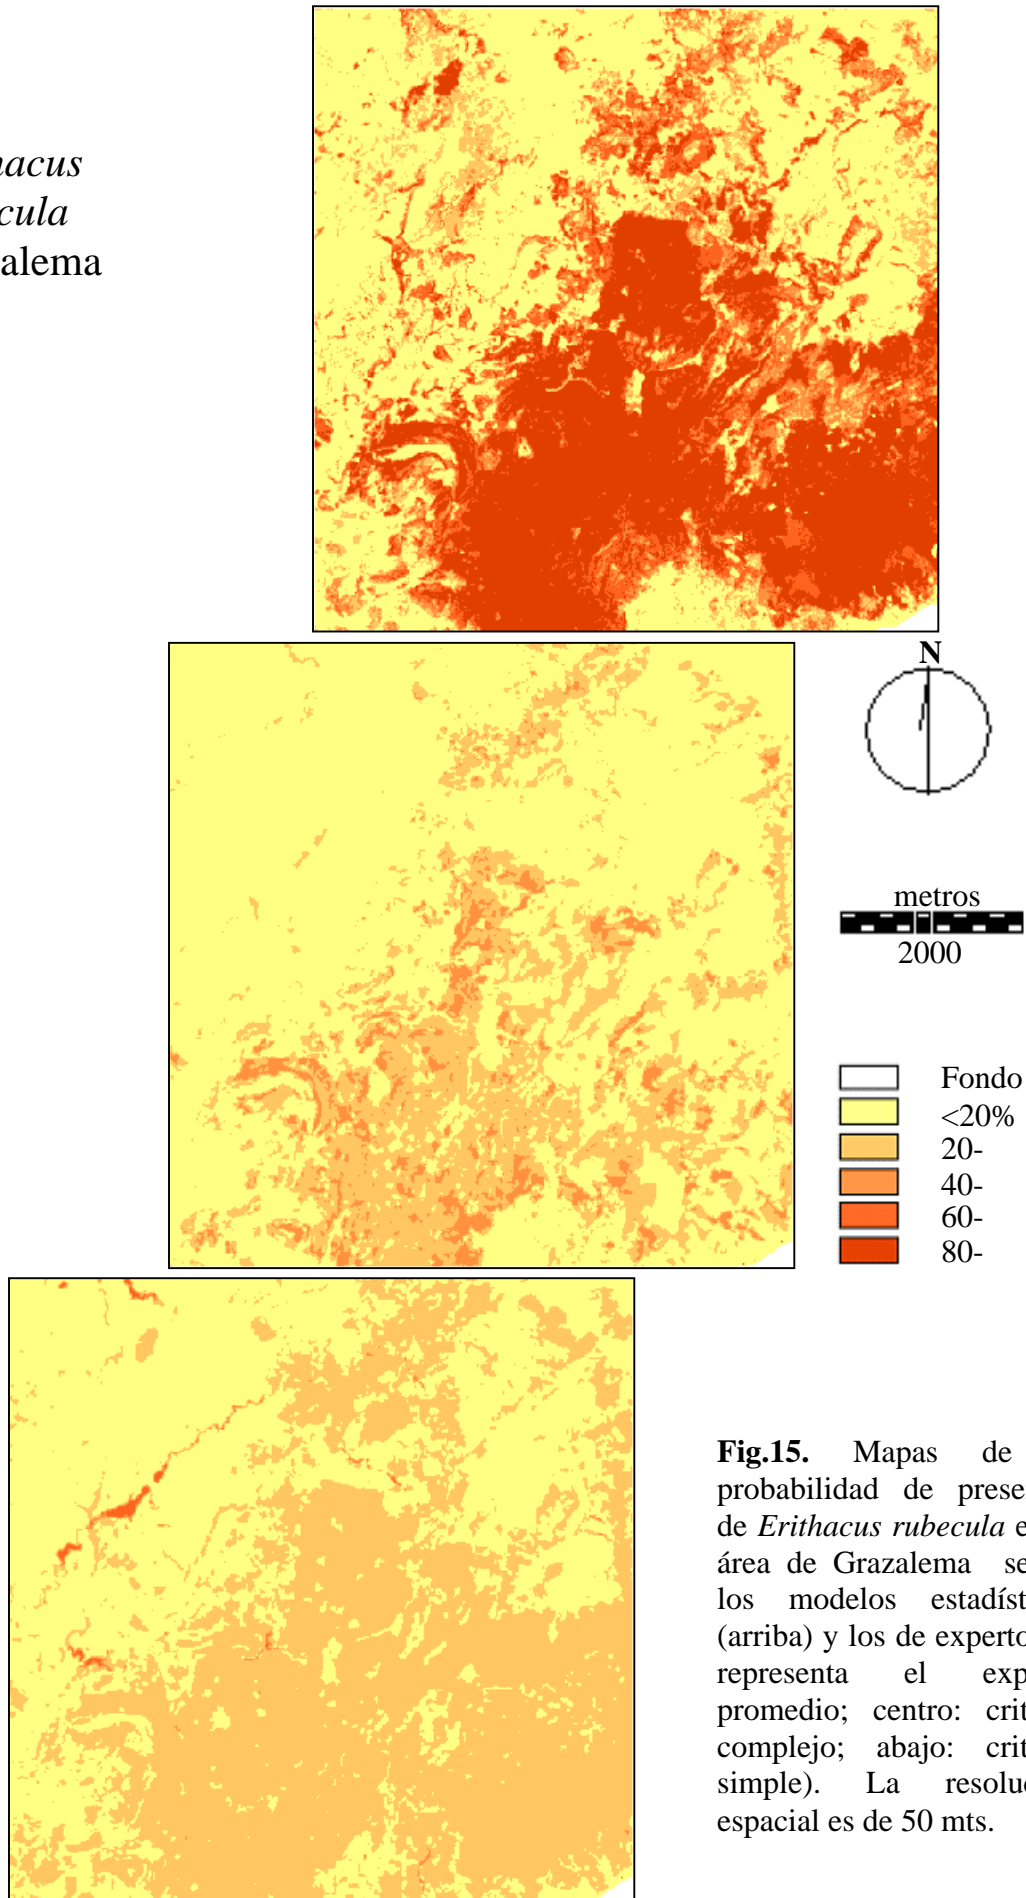 nacus
cula
alema
N
metros
2000
Fondo
<20%
20-
40-
60-
80-
Fig.15. Mapas de
probabilidad de prese
de Erithacus rubecula e
área de Grazalema se
los modelos estadíst
(arriba) y los de experto
representa el exp
promedio; centro: crit
complejo; abajo: crit
simple). La resolu
espacial es de 50 mts.